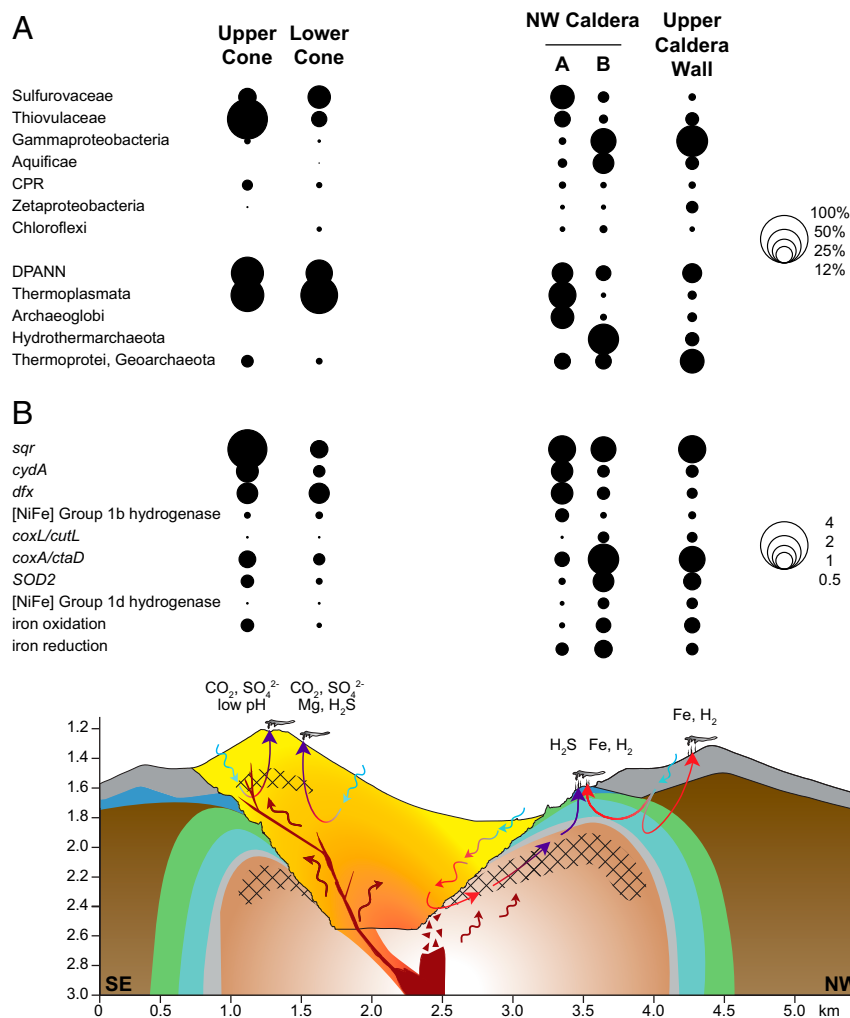 A
Upper Cone
Lower Cone
NW Caldera
A B
Upper Caldera Wall
Sulfurovaceae
Thiovulaceae
Gammaproteobacteria
Aquificae
CPR
Zetaproteobacteria
Chloroflexi
100%
50%
25%
12%
DPANN
Thermoplasmata
Archaeoglobi
Hydrothermarchaeota
Thermoprotei, Geoarchaeota
B
sqr
cydA
dfx
[NiFe] Group 1b hydrogenase
coxL/cutL
coxA/ctaD
SOD2
[NiFe] Group 1d hydrogenase
iron oxidation
iron reduction
4
2
1
0.5
CO₂, SO₄²⁻
low pH
CO₂, SO₄²⁻
Mg, H₂S
H₂S
Fe, H₂
Fe, H₂
1.2
1.4
1.6
1.8
2.0
2.2
2.4
2.6
2.8
3.0
SE
NW
0 0.5 1.0 1.5 2.0 2.5 3.0 3.5 4.0 4.5 5.0 km